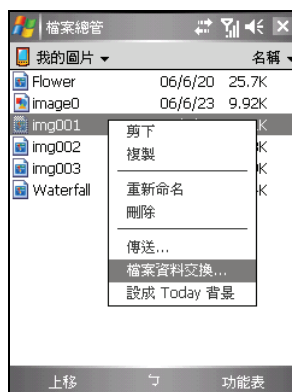 檔案總管
我的圖片 名稱
Flower 06/6/20 25.7K
image0 06/6/23 9.92K
img001 K
img002 K
img003 K
Waterfall K
剪下
複製
重新命名
刪除
傳送...
檔案資料交換...
設成 Today 背景
上移 功能表